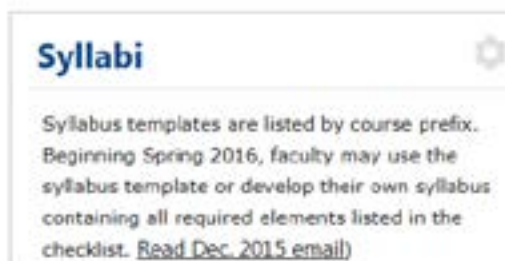 Syllabi
Syllabus templates are listed by course prefix.
Beginning Spring 2016, faculty may use the
syllabus template or develop their own syllabus
containing all required elements listed in the
checklist. Read Dec. 2015 email)